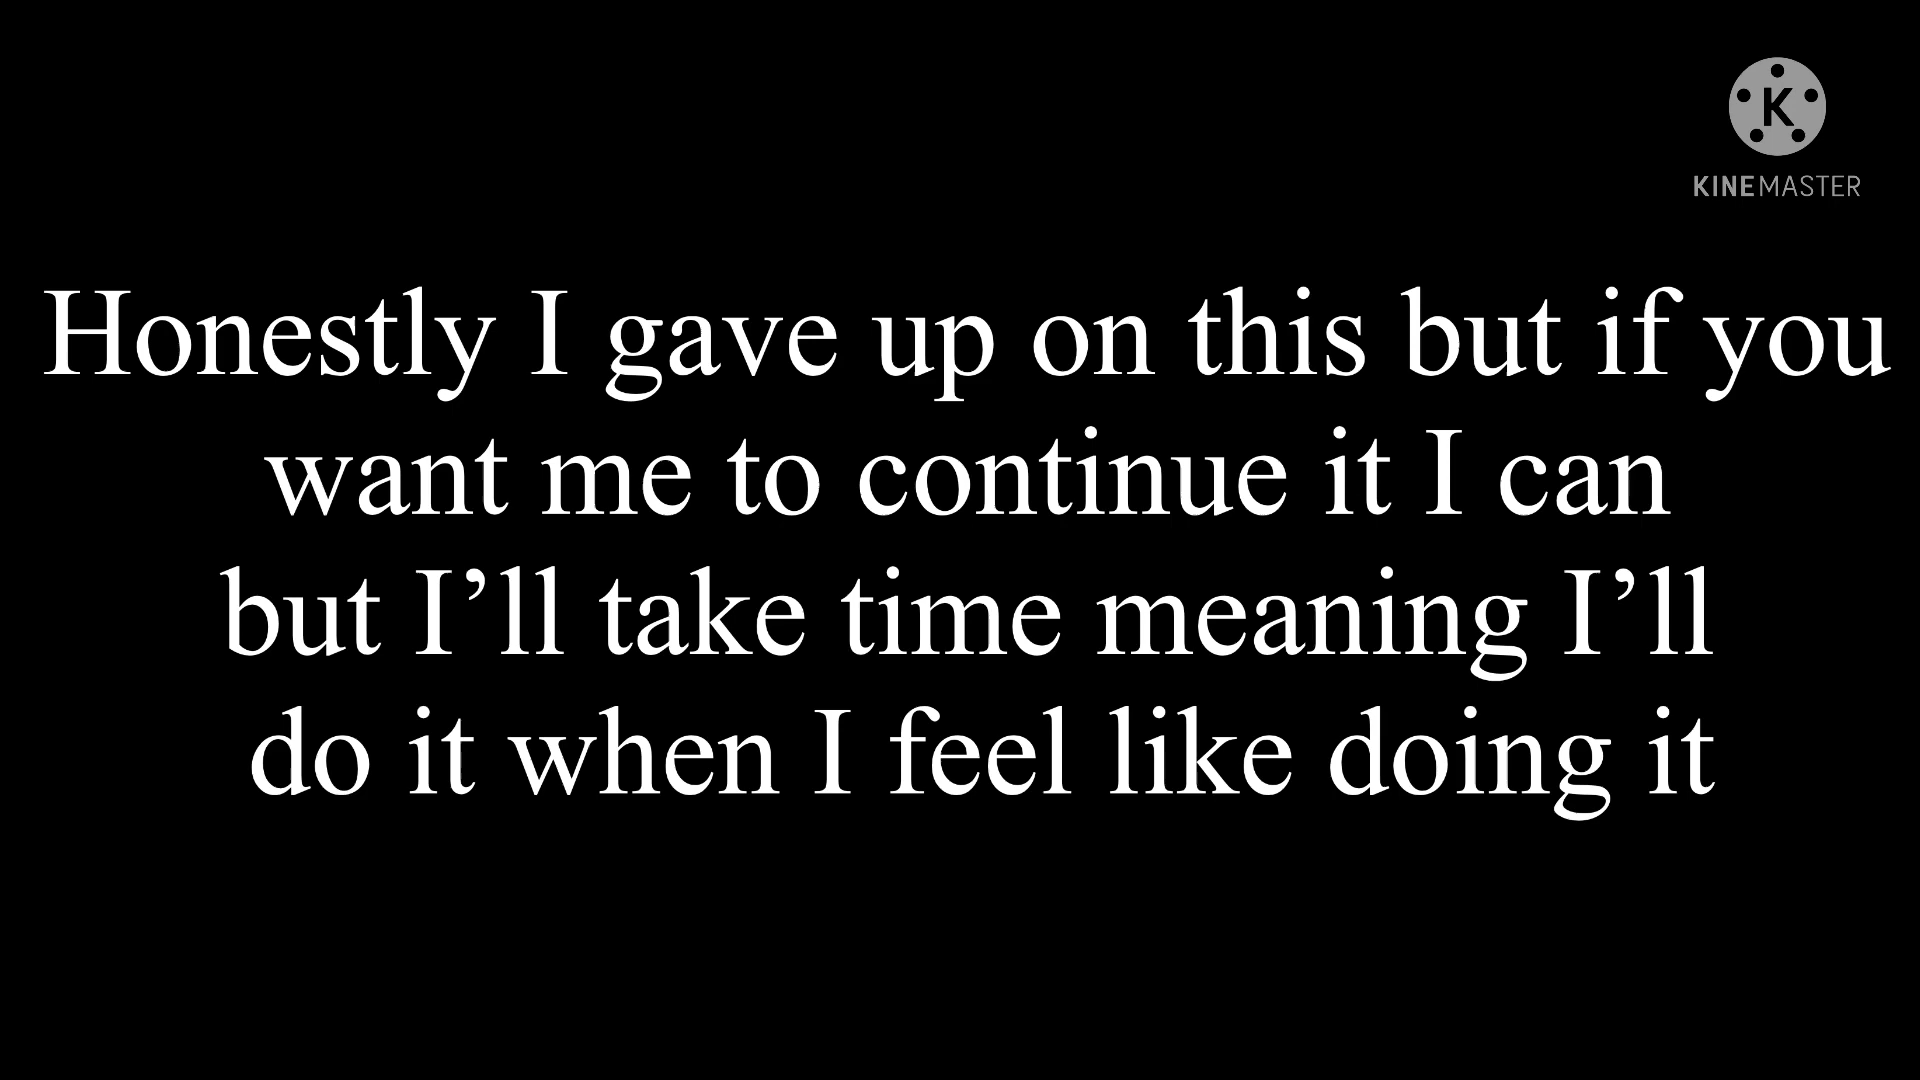 K
KINEMASTER
Honestly I gave up on this but if you
want me to continue it I can
but I’ll take time meaning I’ll
do it when I feel like doing it